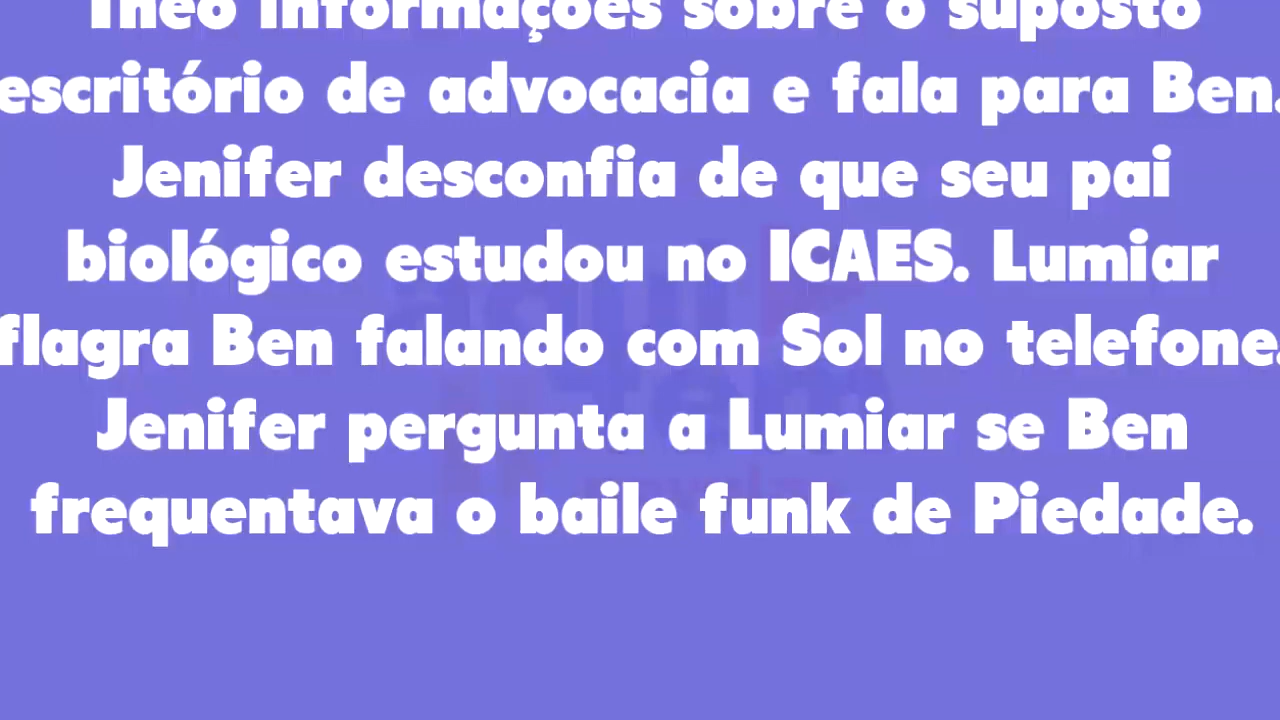 Theo informações sobre o suposto
escritório de advocacia e fala para Ben.
Jenifer desconfia de que seu pai
biológico estudou no ICAES. Lumiar
flagra Ben falando com Sol no telefone.
Jenifer pergunta a Lumiar se Ben
frequentava o baile funk de Piedade.